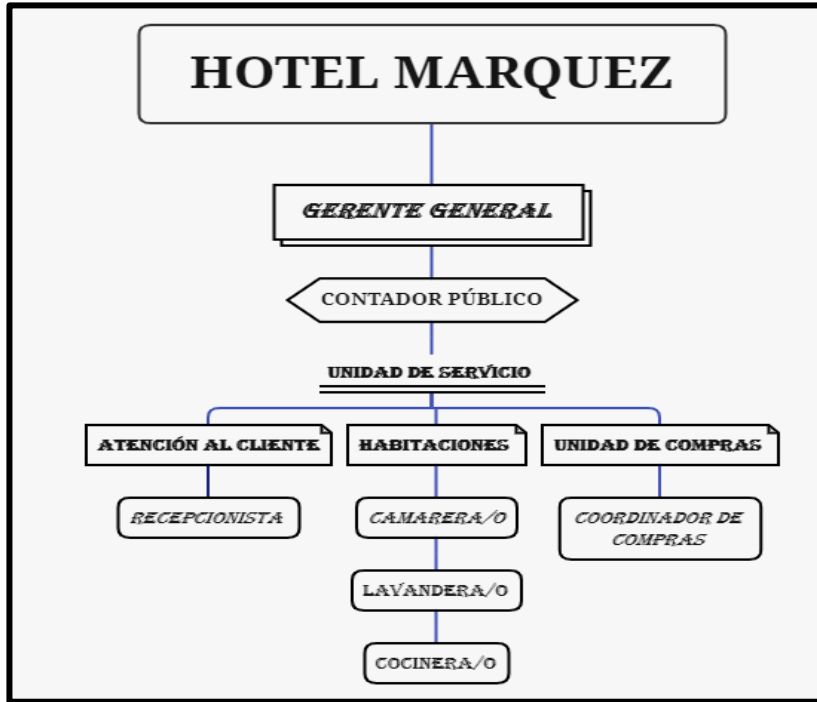 HOTEL MARQUEZ
GERENTE GENERAL
CONTADOR PÚBLICO
UNIDAD DE SERVICIO
ATENCIÓN AL CLIENTE
HABITACIONES
UNIDAD DE COMPRAS
RECEPCIONISTA
CAMARERA/O
COORDINADOR DE
COMPRAS
LAVANDERA/O
COCINERA/O